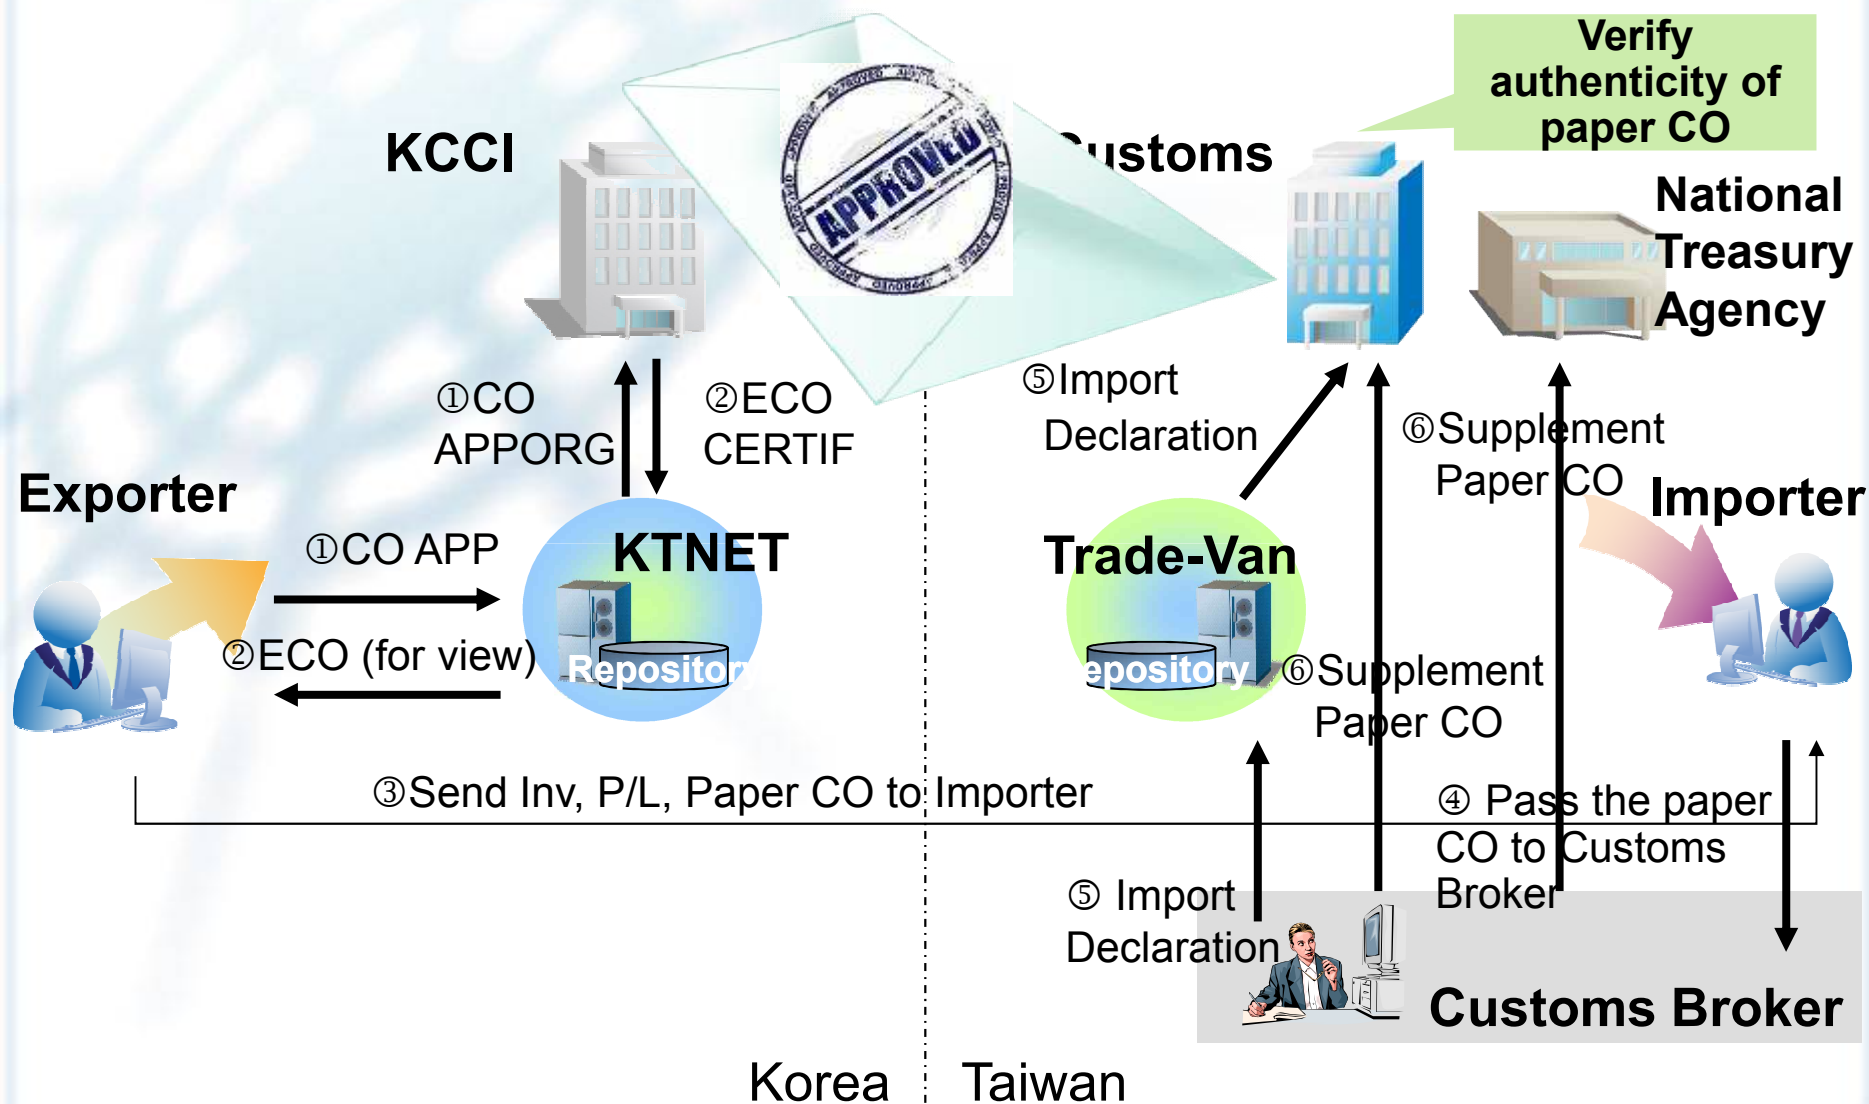 Verify
authenticity of
paper CO
KCCI
APPROVED
ustoms
National
Treasury
Agency
①CO
APPORG
②ECO
CERTIF
⑤Import
Declaration
⑥Supplement
Paper CO
Exporter
Importer
①CO APP
KTNET
Trade-Van
②ECO (for view)
Repository
epository
⑥Supplement
Paper CO
③Send Inv, P/L, Paper CO to Importer
④ Pass the paper
CO to Customs
Broker
⑤ Import
Declaration
Customs Broker
Korea
Taiwan